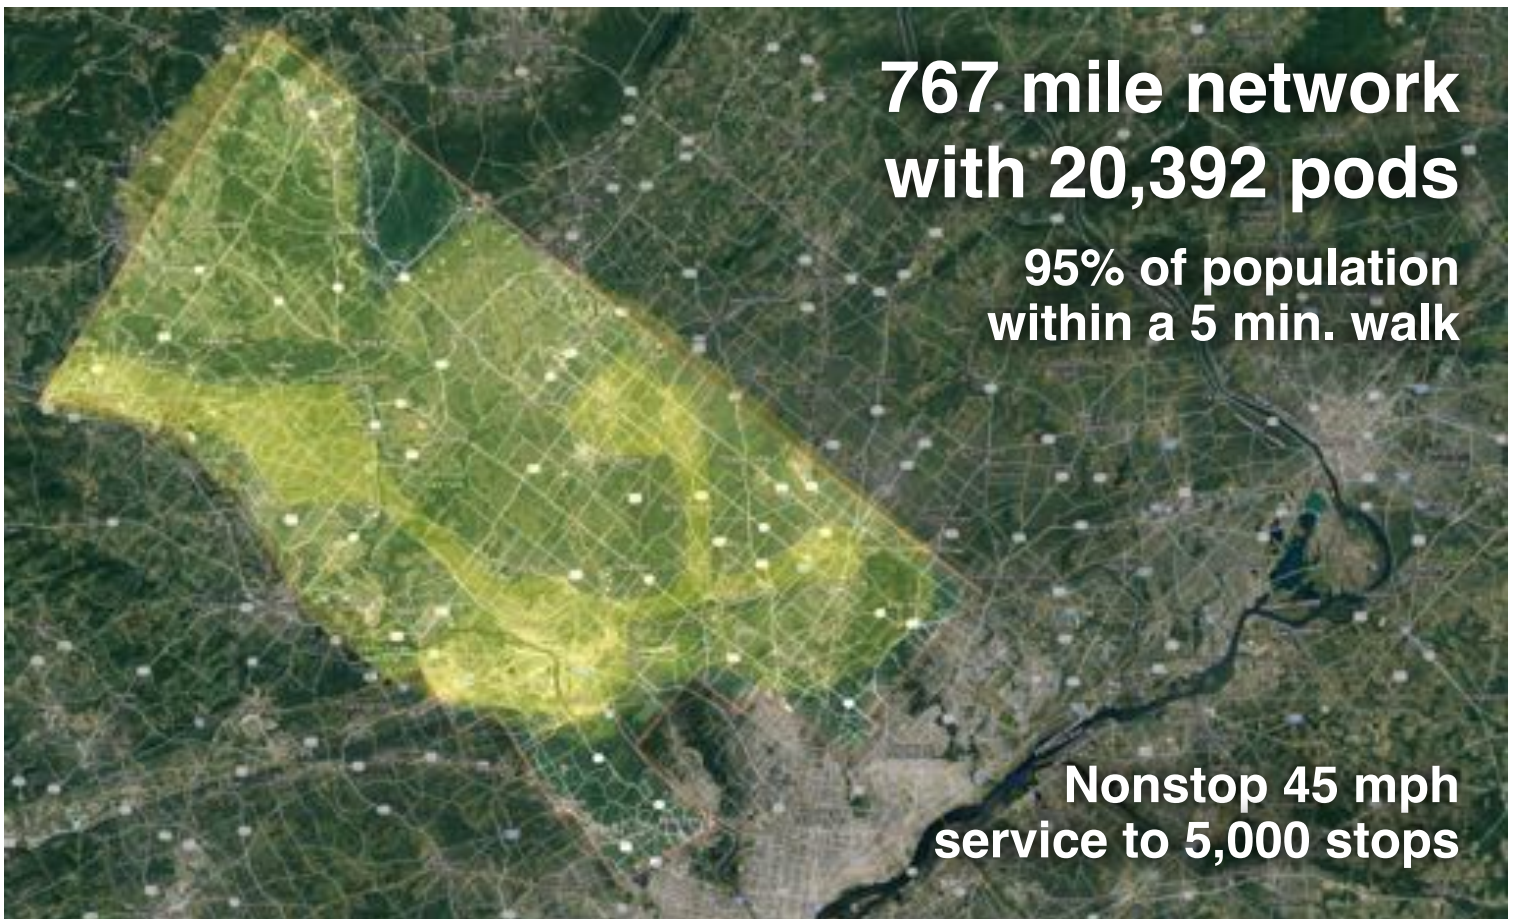 767 mile network
with 20,392 pods
95% of population
within a 5 min. walk
Nonstop 45 mph
service to 5,000 stops